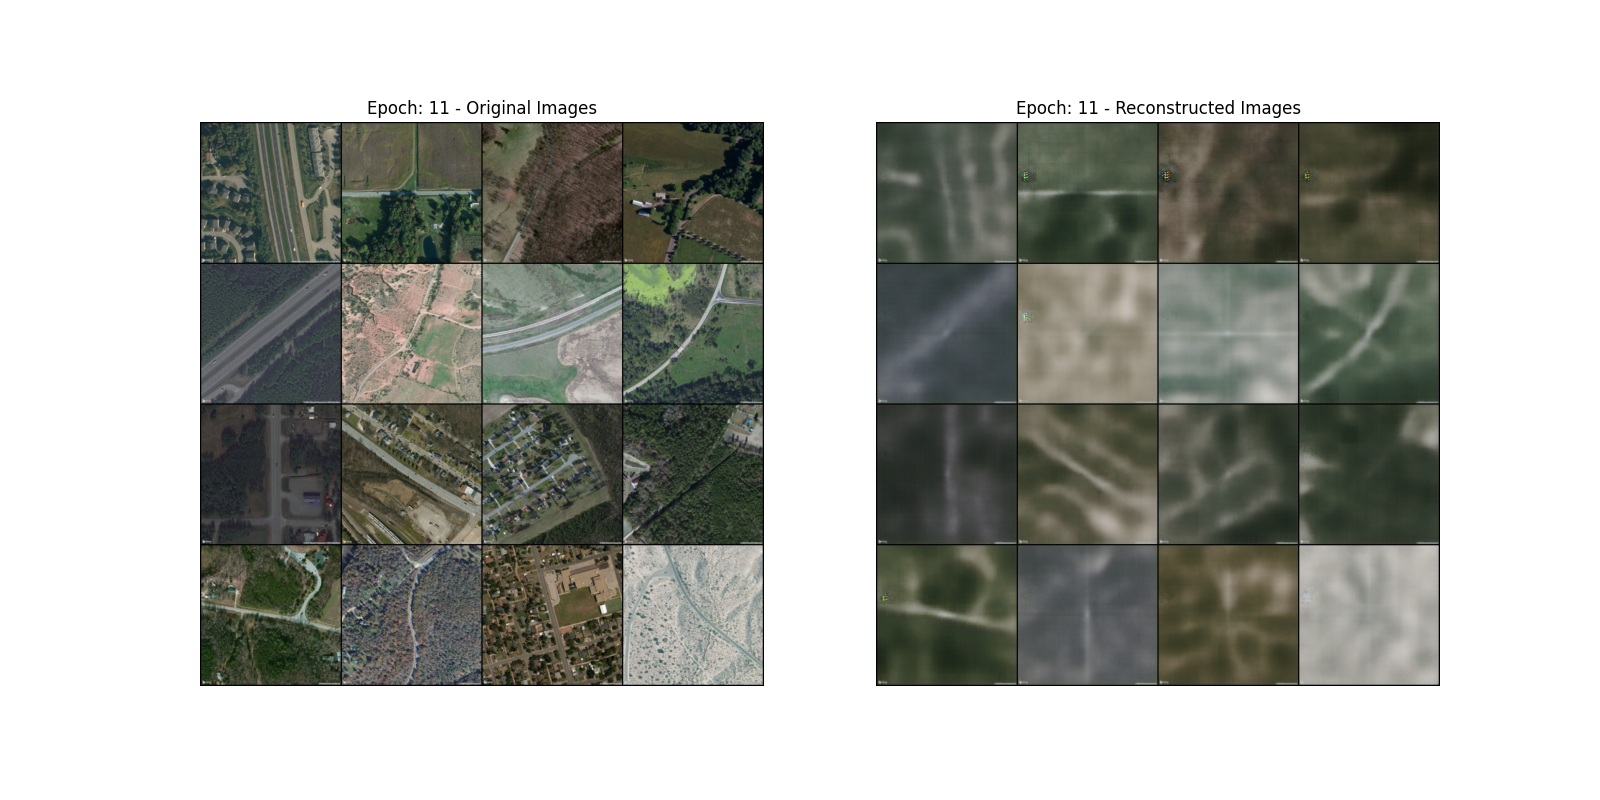 Epoch: 11 - Original Images
Epoch: 11 - Reconstructed Images